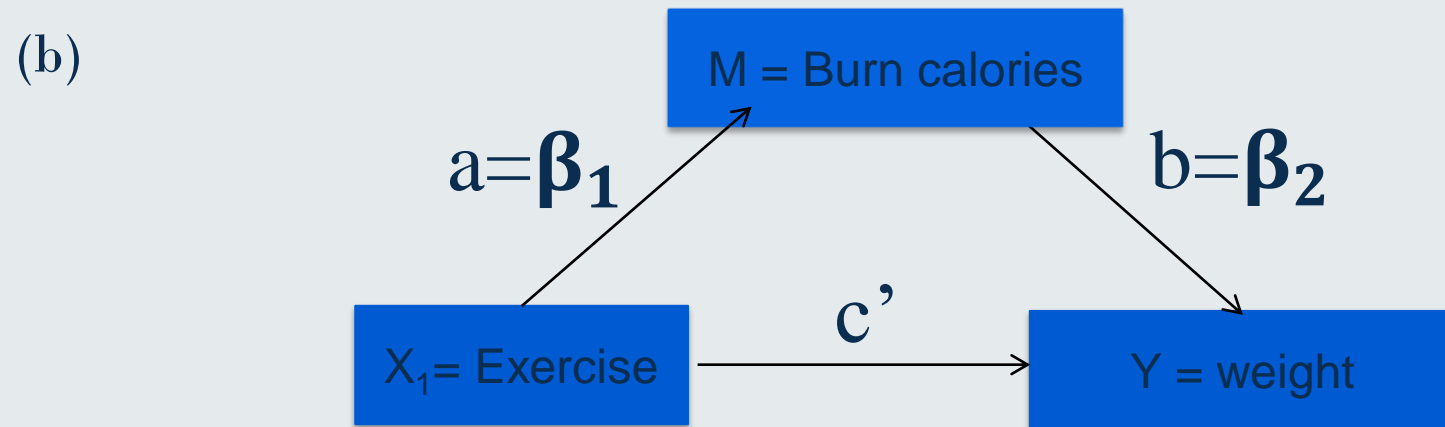 (b)
M = Burn calories
a=β₁
b=β₂
c’
X₁= Exercise
Y = weight